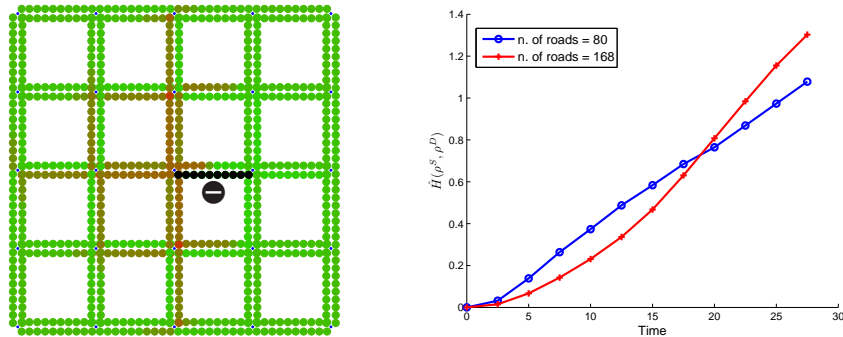 1.4
1.2
1
0.8
0.6
0.4
0.2
0
n. of roads = 80
n. of roads = 168
Ĥ(ρ^S, ρ^D)
0 5 10 15 20 25 30
Time